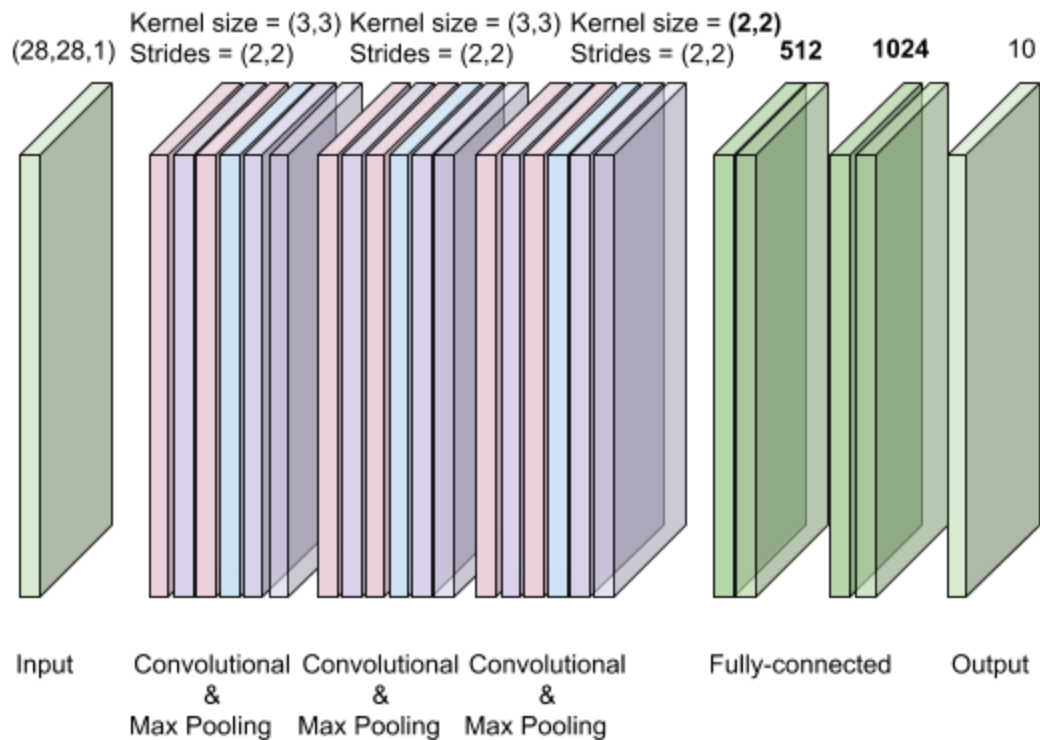 Kernel size = (3,3) Kernel size = (3,3) Kernel size = (2,2)
(28,28,1) Strides = (2,2) Strides = (2,2) Strides = (2,2) 512 1024 10
Input Convolutional Convolutional Convolutional Fully-connected Output
& & &
Max Pooling Max Pooling Max Pooling